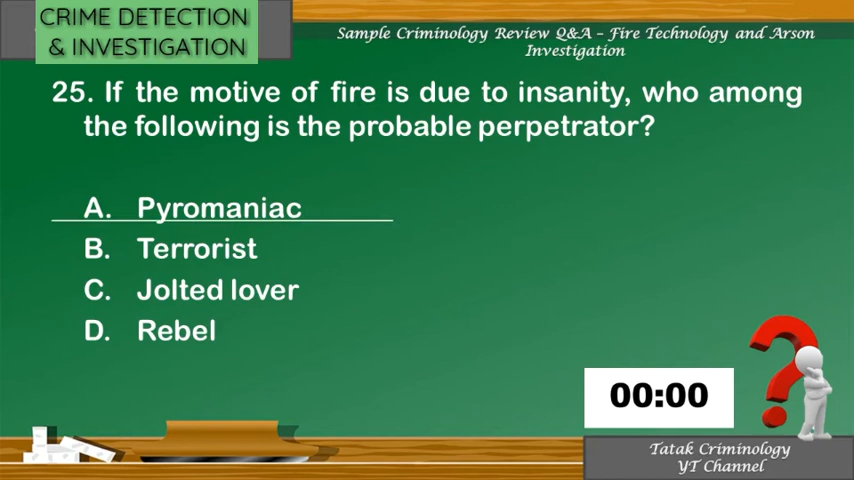 CRIME DETECTION
& INVESTIGATION
Sample Criminology Review Q&A – Fire Technology and Arson
Investigation
25. If the motive of fire is due to insanity, who among
the following is the probable perpetrator?
A. Pyromaniac
B. Terrorist
C. Jolted lover
D. Rebel
00:00
Tatak Criminology
YT Channel